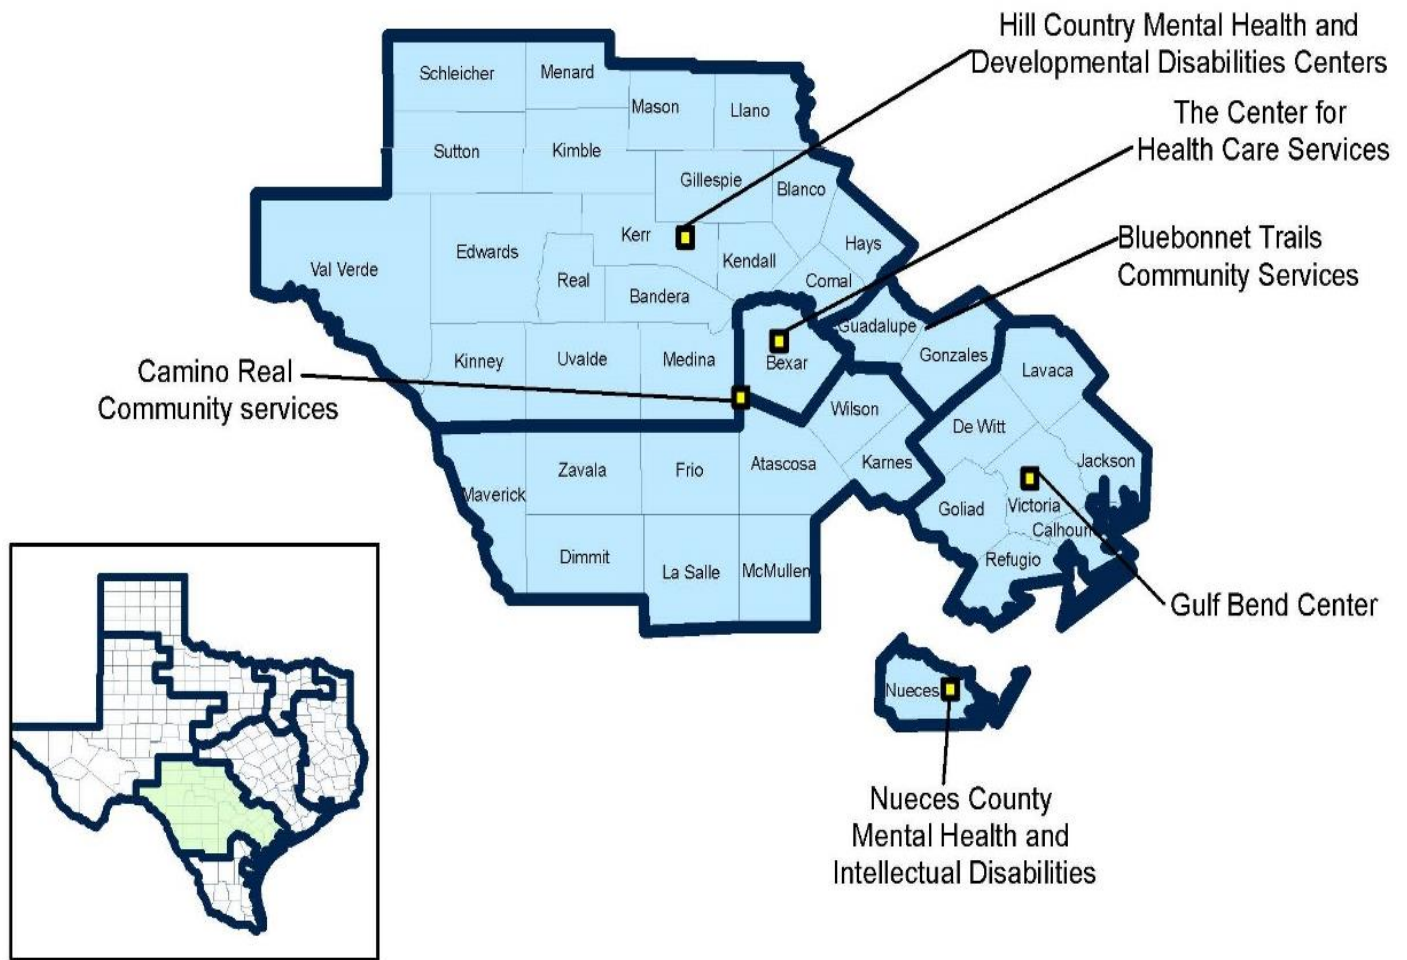 Hill Country Mental Health and
Developmental Disabilities Centers
The Center for
Health Care Services
Bluebonnet Trails
Community Services
Camino Real
Community services
Gulf Bend Center
Nueces County
Mental Health and
Intellectual Disabilities
Schleicher
Menard
Mason
Llano
Sutton
Kimble
Gillespie
Blanco
Val Verde
Edwards
Kerr
Real
Kendall
Hays
Comal
Bandera
Kinney
Uvalde
Medina
Bexar
Guadalupe
Gonzales
Lavaca
Wilson
De Witt
Maverick
Zavala
Frio
Atascosa
Karnes
Jackson
Goliad
Victoria
Calhoun
Refugio
Dimmit
La Salle
McMullen
Nueces